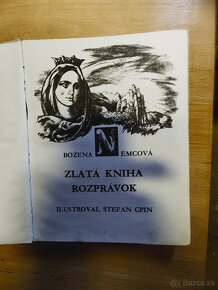 BOŽENA NĚMCOVÁ
ZLATÁ KNIHA
ROZPRÁVOK
ILUSTROVAL ŠTEFAN CPIN
bazos.sk